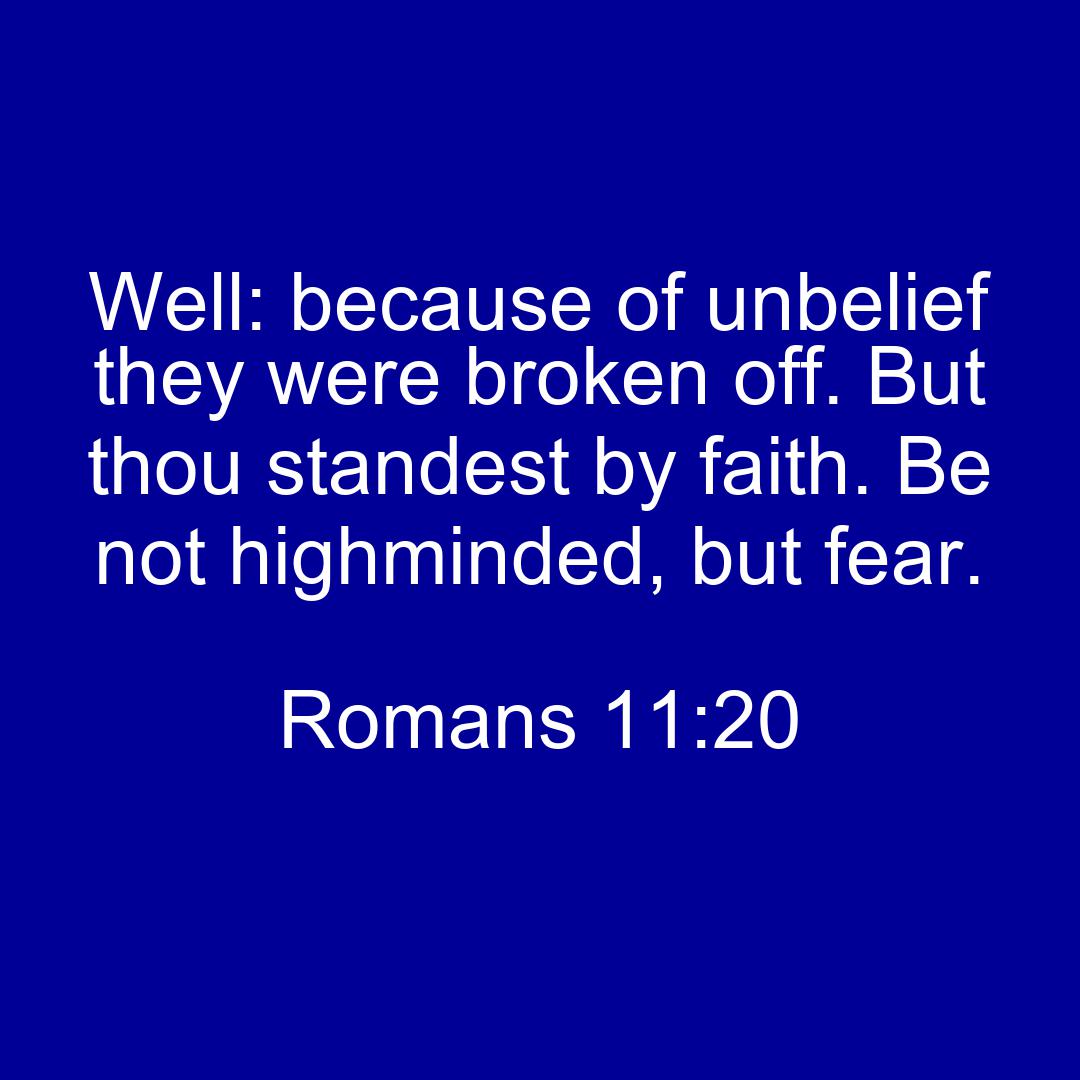 Well: because of unbelief
they were broken off. But
thou standest by faith. Be
not highminded, but fear.
Romans 11:20